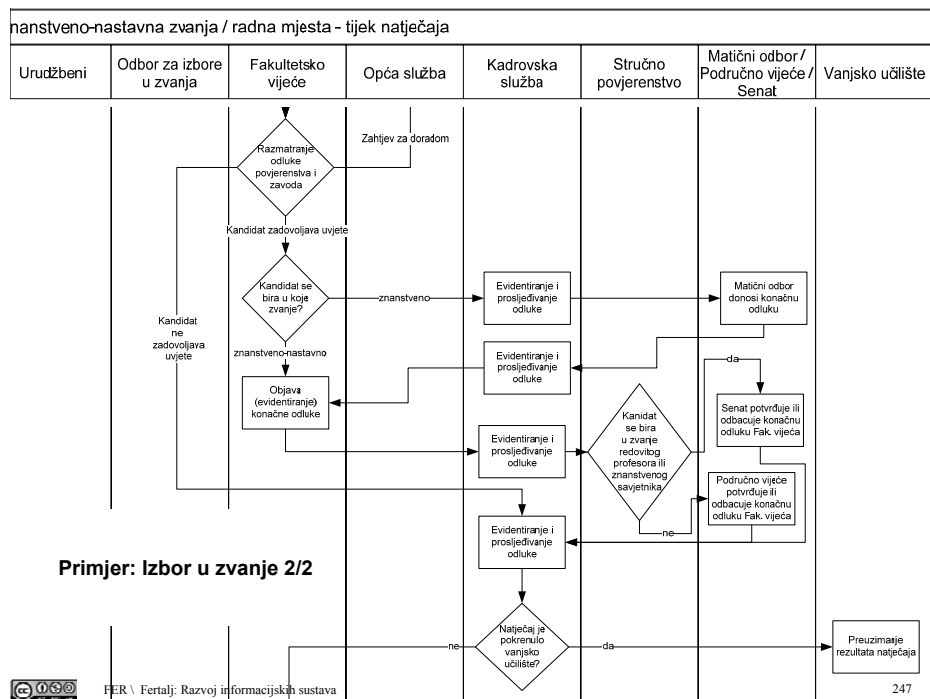 nanstveno-nastavna zvanja / radna mjesta - tijek natječaja
Urudžbeni
Odbor za izbore
u zvanja
Fakultetsko
vijeće
Opća služba
Kadrovska
služba
Stručno
povjerenstvo
Matični odbor /
Područno vijeće /
Senat
Vanjsko učilište
Razmatranje
odluke
povjerenstva i
zavoda
Zahtjev za doradom
Kandidat zadovoljava uvjete
Kandidat se
bira u koje
zvanje?
znanstveno
Evidentiranje i
prosljeđivanje
odluke
Matični odbor
donosi konačnu
odluku
Kandidat
ne
zadovoljava
uvjete
znanstveno-nastavno
Evidentiranje i
prosljeđivanje
odluke
da
Objava
(evidentiranje)
konačne odluke
Kanidat
se bira
u zvanje
redovitog
profesora ili
znanstvenog
savjetnika
Senat potvrđuje ili
odbacuje konačnu
odluku Fak. vijeća
Evidentiranje i
prosljeđivanje
odluke
Područno vijeće
potvrđuje ili
odbacuje konačnu
odluku Fak. vijeća
ne
Evidentiranje i
prosljeđivanje
odluke
Primjer: Izbor u zvanje 2/2
Natječaj je
pokrenulo
vanjsko
učilište?
ne
da
Preuzimanje
rezultata natječaja
cc
FER \ Fertalj: Razvoj informacijskih sustava
247